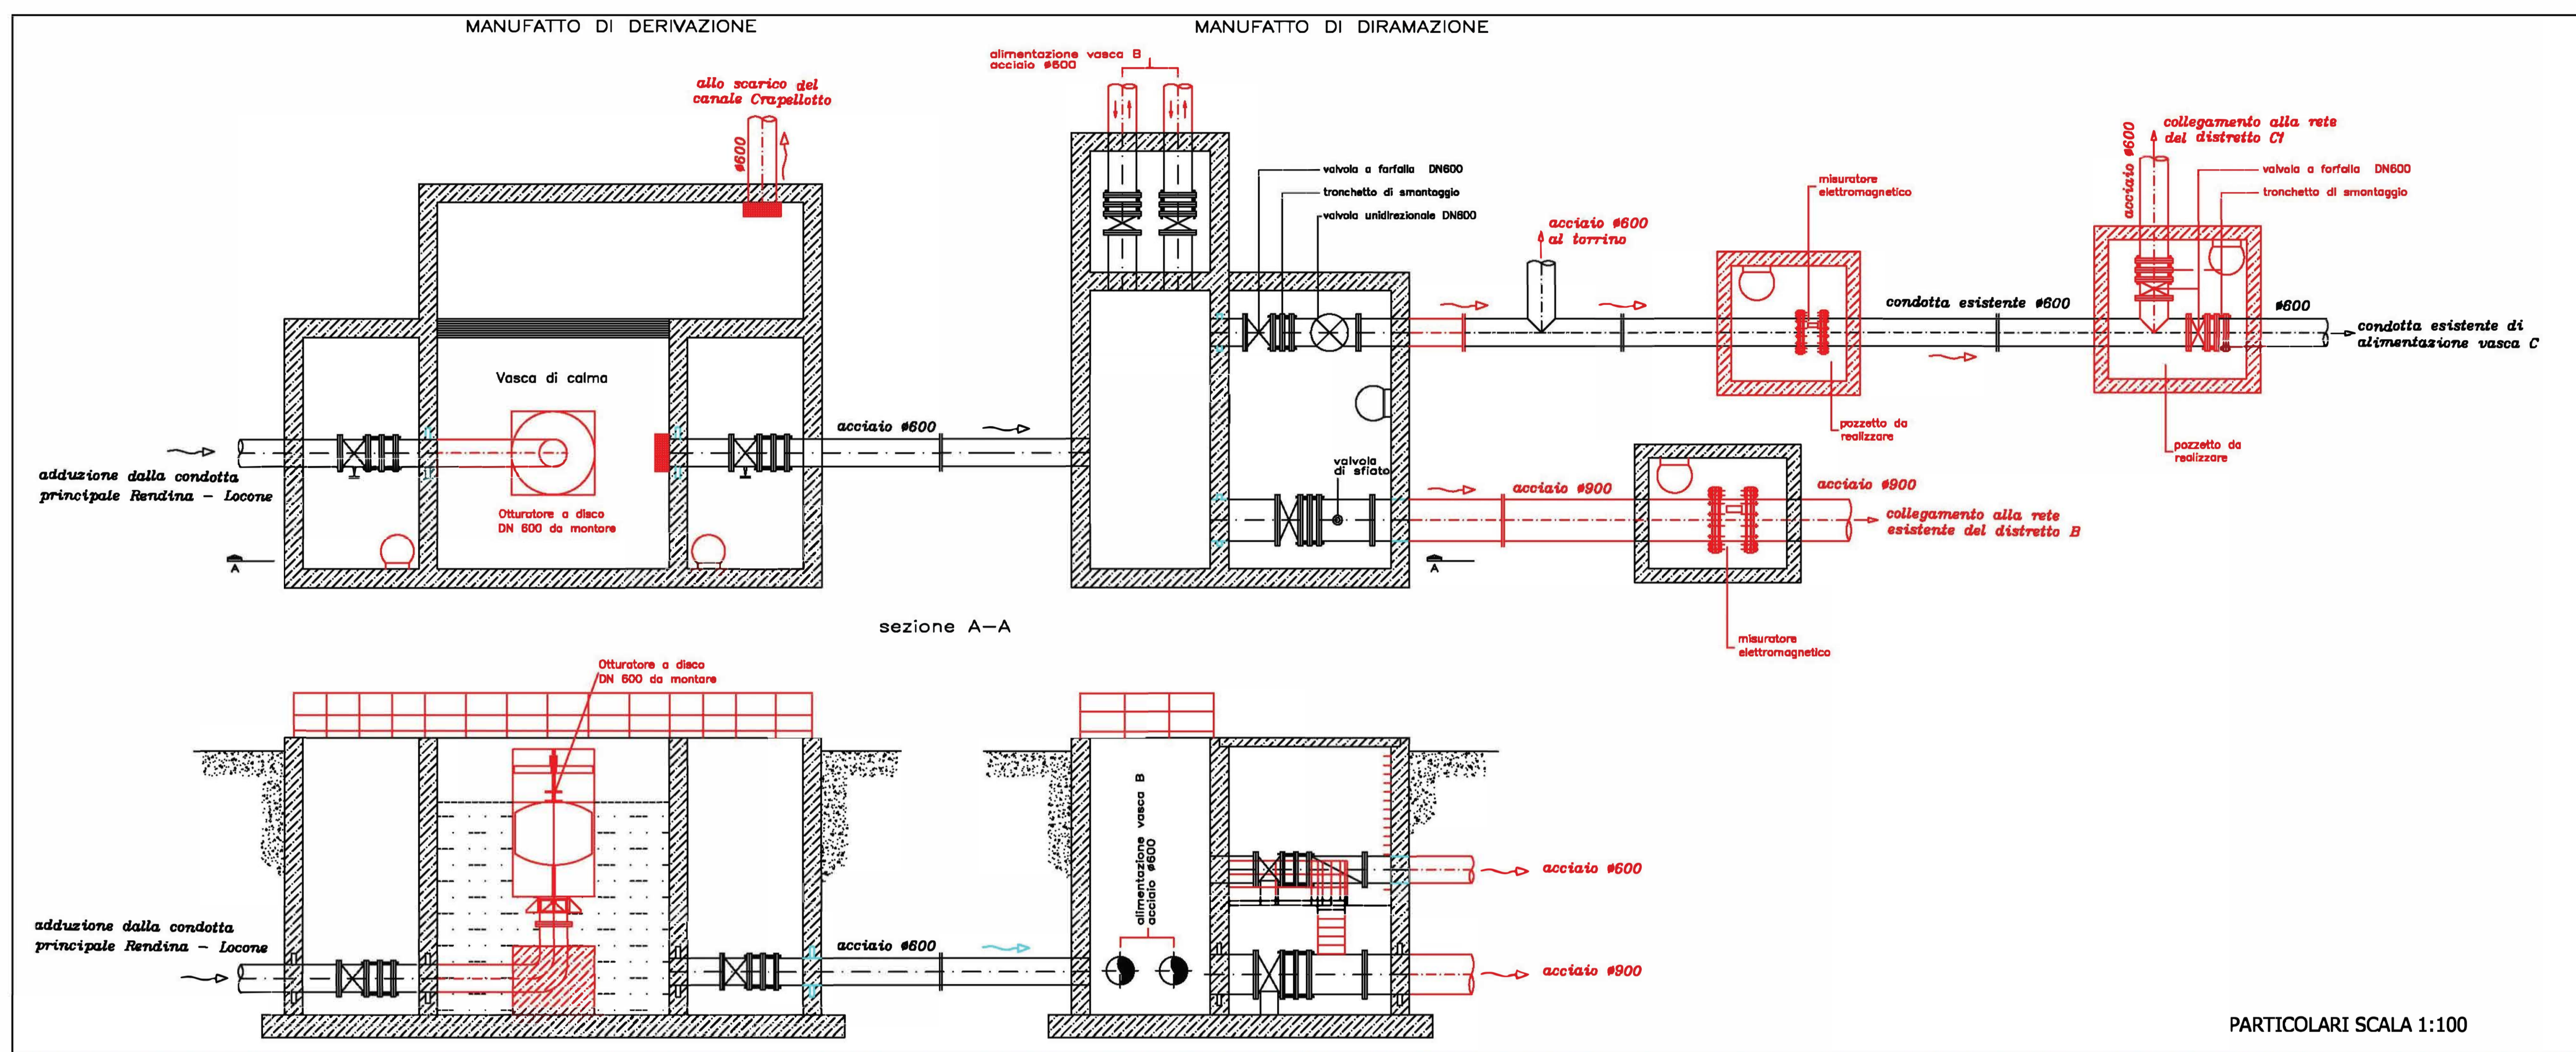 MANUFATTO DI DERIVAZIONE
MANUFATTO DI DIRAMAZIONE
allo scarico del
canale Crapellotto
ø600
Vasca di calma
Otturatore a disco
DN 600 da montare
adduzione dalla condotta
principale Rendina - Locone
A
acciaio ø600
alimentazione vasca B
acciaio ø600
valvola a farfalla DN600
tronchetto di smontaggio
valvola unidirezionale DN600
valvola
di sfiato
A
acciaio ø600
al torrino
misuratore
elettromagnetico
pozzetto da
realizzare
condotta esistente ø600
acciaio ø600
collegamento alla rete
del distretto C1
valvola a farfalla DN600
tronchetto di smontaggio
ø600
condotta esistente di
alimentazione vasca C
pozzetto da
realizzare
acciaio ø900
acciaio ø900
collegamento alla rete
esistente del distretto B
misuratore
elettromagnetico
sezione A-A
Otturatore a disco
DN 600 da montare
adduzione dalla condotta
principale Rendina - Locone
acciaio ø600
alimentazione vasca B
acciaio ø600
acciaio ø600
acciaio ø900
PARTICOLARI SCALA 1:100